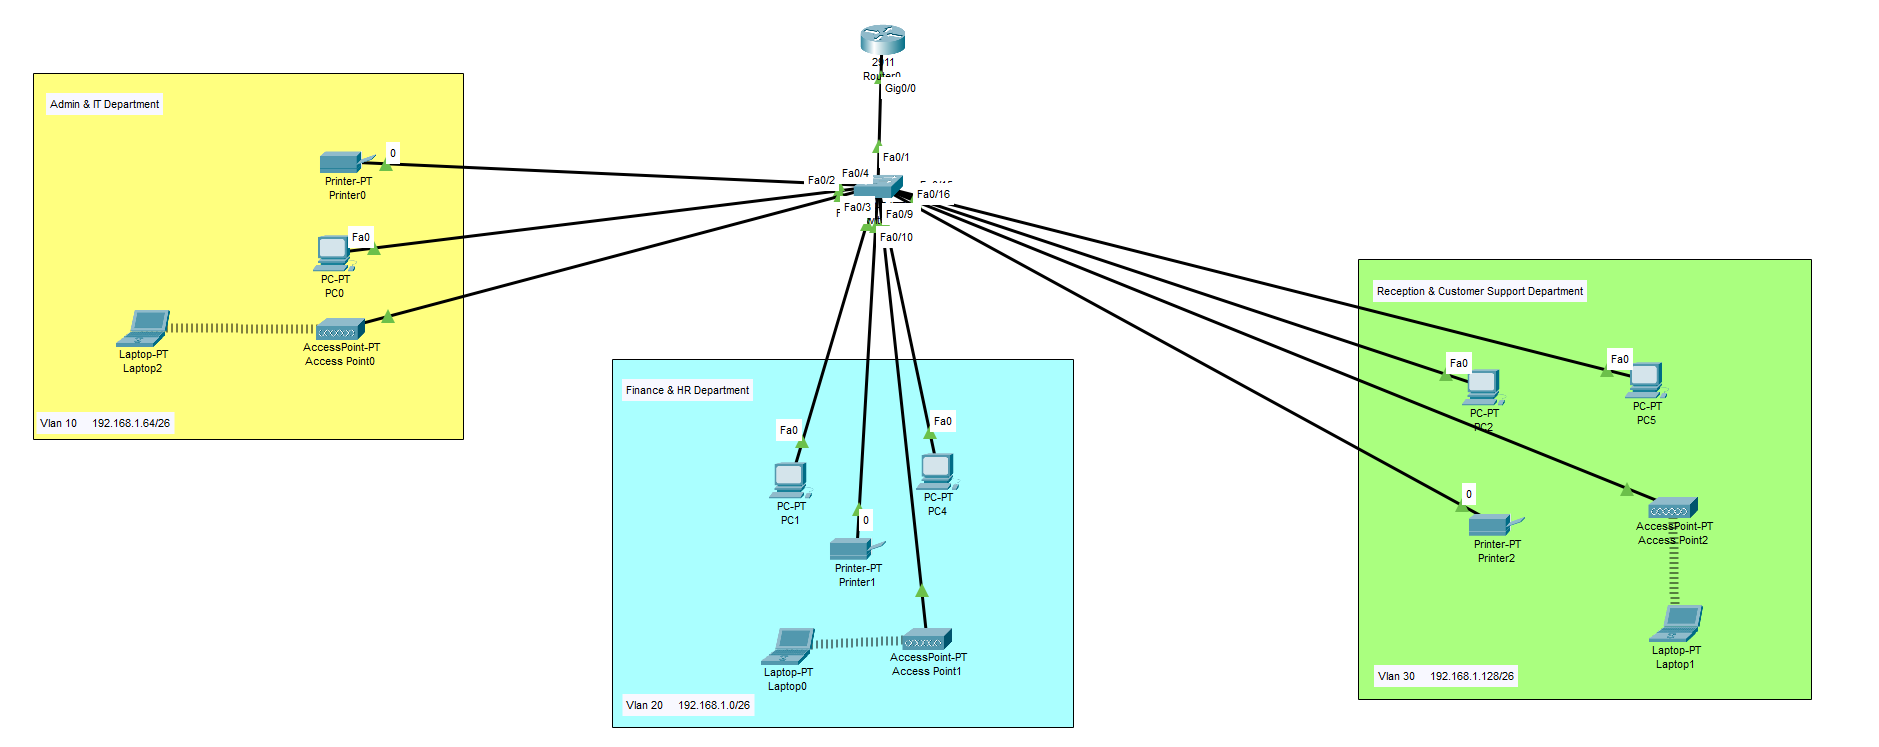 2911
Router0
Gig0/0
Fa0/1
Admin & IT Department
0
Printer-PT
Printer0
Fa0
PC-PT
PC0
Laptop-PT
Laptop2
AccessPoint-PT
Access Point0
Vlan 10 192.168.1.64/26
Fa0/2
Fa0/4
Fa0/3
Fa0/9
Fa0/10
Fa0/16
Finance & HR Department
Fa0
PC-PT
PC1
Fa0
PC-PT
PC4
0
Printer-PT
Printer1
Laptop-PT
Laptop0
AccessPoint-PT
Access Point1
Vlan 20 192.168.1.0/26
Reception & Customer Support Department
Fa0
PC-PT
PC2
Fa0
PC-PT
PC5
0
Printer-PT
Printer2
AccessPoint-PT
Access Point2
Laptop-PT
Laptop1
Vlan 30 192.168.1.128/26